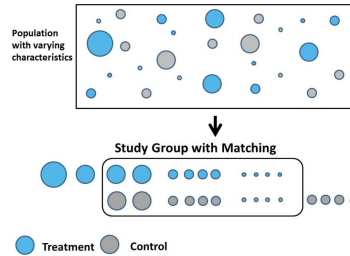 Population
with varying
characteristics
Study Group with Matching
Treatment
Control